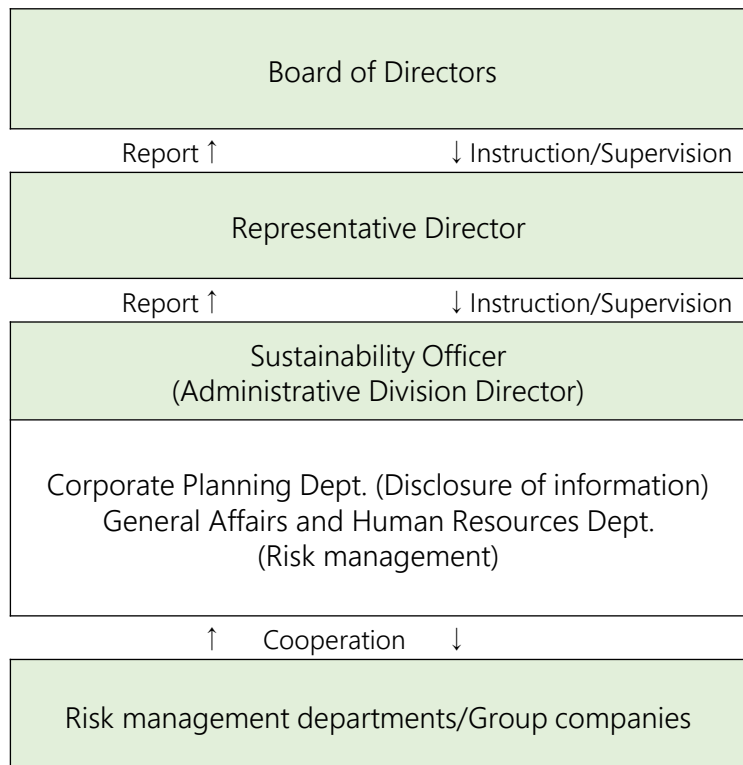 Board of Directors
Report ↑ ↓ Instruction/Supervision
Representative Director
Report ↑ ↓ Instruction/Supervision
Sustainability Officer
(Administrative Division Director)
Corporate Planning Dept. (Disclosure of information)
General Affairs and Human Resources Dept.
(Risk management)
↑ Cooperation ↓
Risk management departments/Group companies